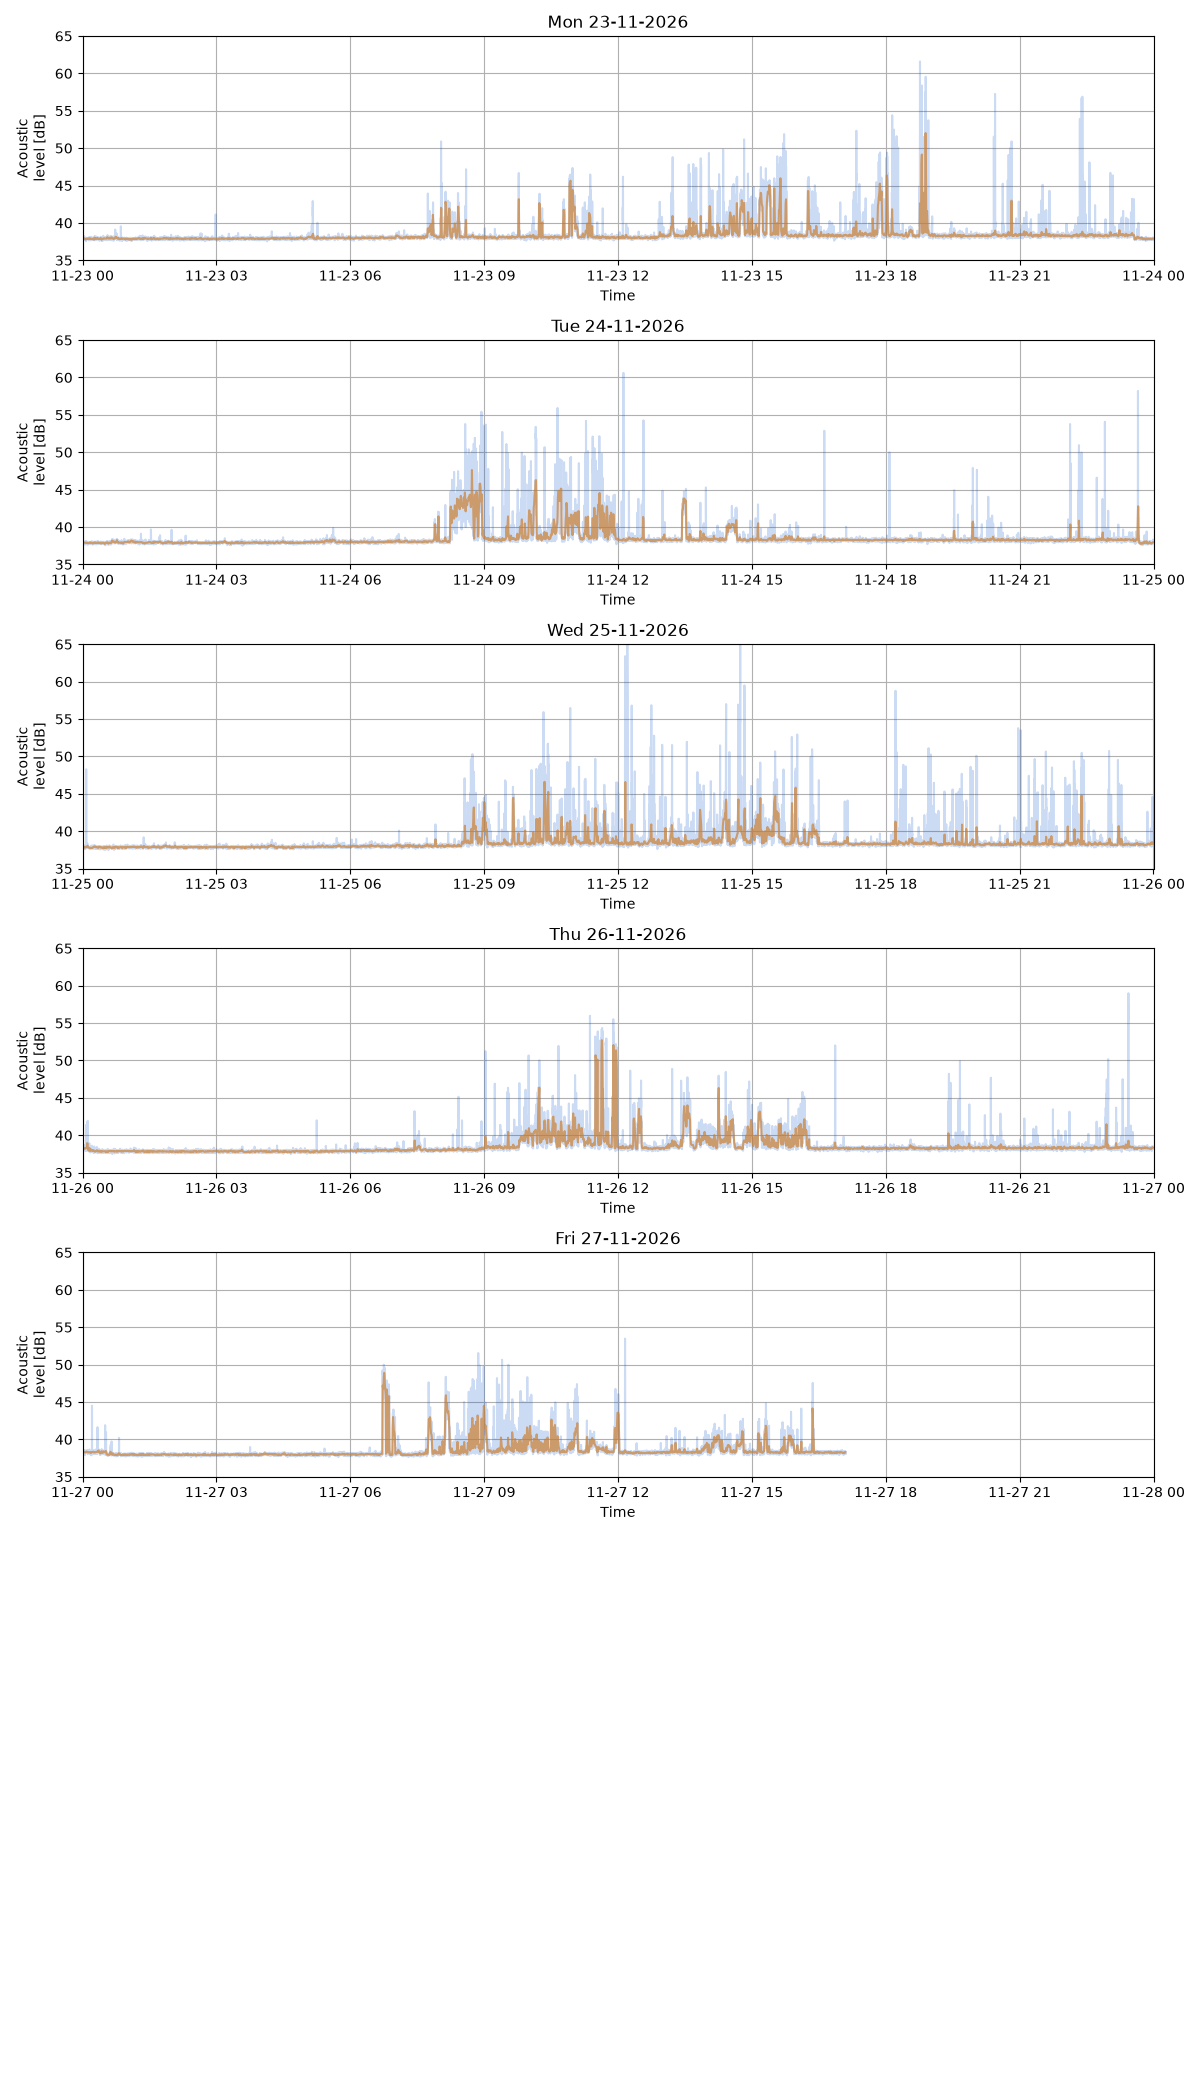 Mon 23-11-2026
65
60
55
50
45
40
35
Acoustic
level [dB]
11-23 00 11-23 03 11-23 06 11-23 09 11-23 12 11-23 15 11-23 18 11-23 21 11-24 00
Time
Tue 24-11-2026
65
60
55
50
45
40
35
Acoustic
level [dB]
11-24 00 11-24 03 11-24 06 11-24 09 11-24 12 11-24 15 11-24 18 11-24 21 11-25 00
Time
Wed 25-11-2026
65
60
55
50
45
40
35
Acoustic
level [dB]
11-25 00 11-25 03 11-25 06 11-25 09 11-25 12 11-25 15 11-25 18 11-25 21 11-26 00
Time
Thu 26-11-2026
65
60
55
50
45
40
35
Acoustic
level [dB]
11-26 00 11-26 03 11-26 06 11-26 09 11-26 12 11-26 15 11-26 18 11-26 21 11-27 00
Time
Fri 27-11-2026
65
60
55
50
45
40
35
Acoustic
level [dB]
11-27 00 11-27 03 11-27 06 11-27 09 11-27 12 11-27 15 11-27 18 11-27 21 11-28 00
Time